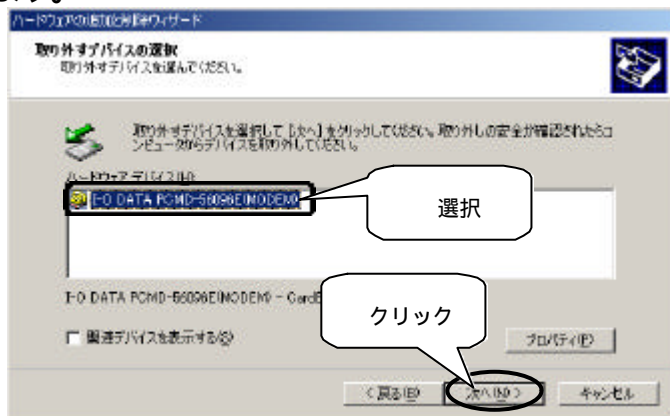 ます。
ハードウェアの追加と削除ウィザード
取り外すデバイスの選択
取り外すデバイスを選んでください。
取り外すデバイスを選択して [次へ] をクリックしてください。取り外しの安全が確認されたらコ
ンピュータからデバイスを取り外してください。
ハードウェア デバイス(H)
I-O DATA PCMD-56096E(MODEM)
選択
I-O DATA PCMD-56096E(MODEM) -
クリック
関連デバイスを表示する(S)
プロパティ(P)
< 戻る(B)
次へ(N) >
キャンセル